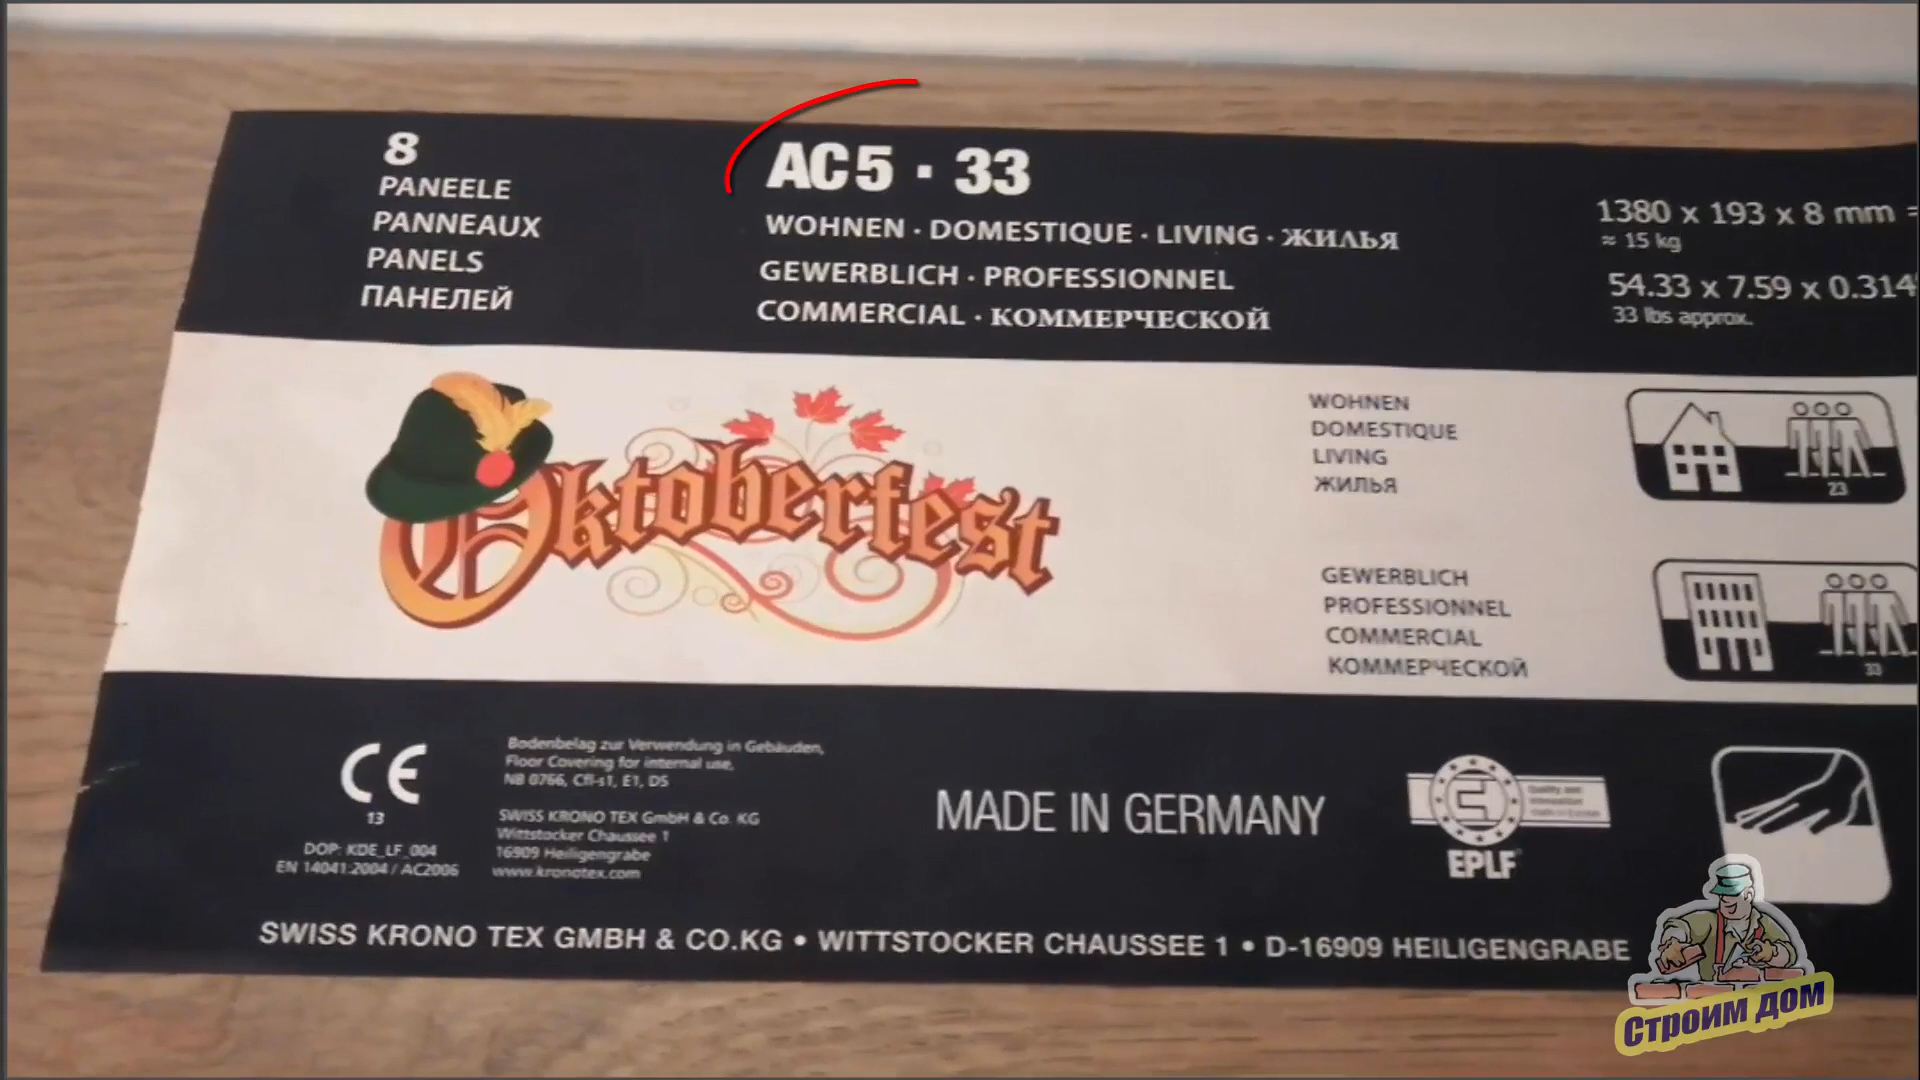 8
PANEELE
PANNEAUX
PANELS
ПАНЕЛЕЙ
AC5 · 33
WOHNEN · DOMESTIQUE · LIVING · ЖИЛЬЯ
GEWERBLICH · PROFESSIONNEL
COMMERCIAL · КОММЕРЧЕСКОЙ
1380 x 193 x 8 mm =
≈ 15 kg
54.33 x 7.59 x 0.314"
33 lbs approx.
Oktoberfest
WOHNEN
DOMESTIQUE
LIVING
ЖИЛЬЯ
23
GEWERBLICH
PROFESSIONNEL
COMMERCIAL
КОММЕРЧЕСКОЙ
33
CE
13
DOP: KDE_LF_004
EN 14041:2004 / AC2006
Bodenbelag zur Verwendung in Gebäuden,
Floor Covering for internal use,
NB 0766, Cfl-s1, E1, DS
SWISS KRONO TEX GmbH & Co. KG
Wittstocker Chaussee 1
16909 Heiligengrabe
www.kronotex.com
MADE IN GERMANY
Quality and
EPLF
SWISS KRONO TEX GMBH & CO.KG • WITTSTOCKER CHAUSSEE 1 • D-16909 HEILIGENGRABE
Строим дом